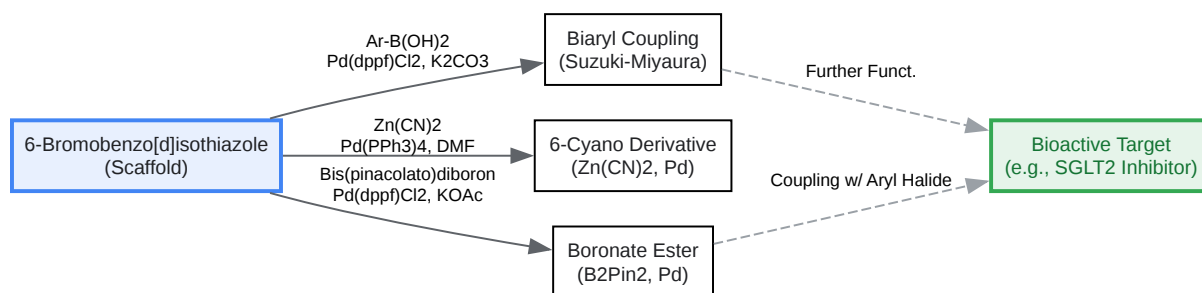 Ar-B(OH)2
Pd(dppf)Cl2, K2CO3
Biaryl Coupling
(Suzuki-Miyaura)
Further Funct.
6-Bromobenzo[d]isothiazole
(Scaffold)
Zn(CN)2
Pd(PPh3)4, DMF
6-Cyano Derivative
(Zn(CN)2, Pd)
Bioactive Target
(e.g., SGLT2 Inhibitor)
Bis(pinacolato)diboron
Pd(dppf)Cl2, KOAc
Coupling w/ Aryl Halide
Boronate Ester
(B2Pin2, Pd)